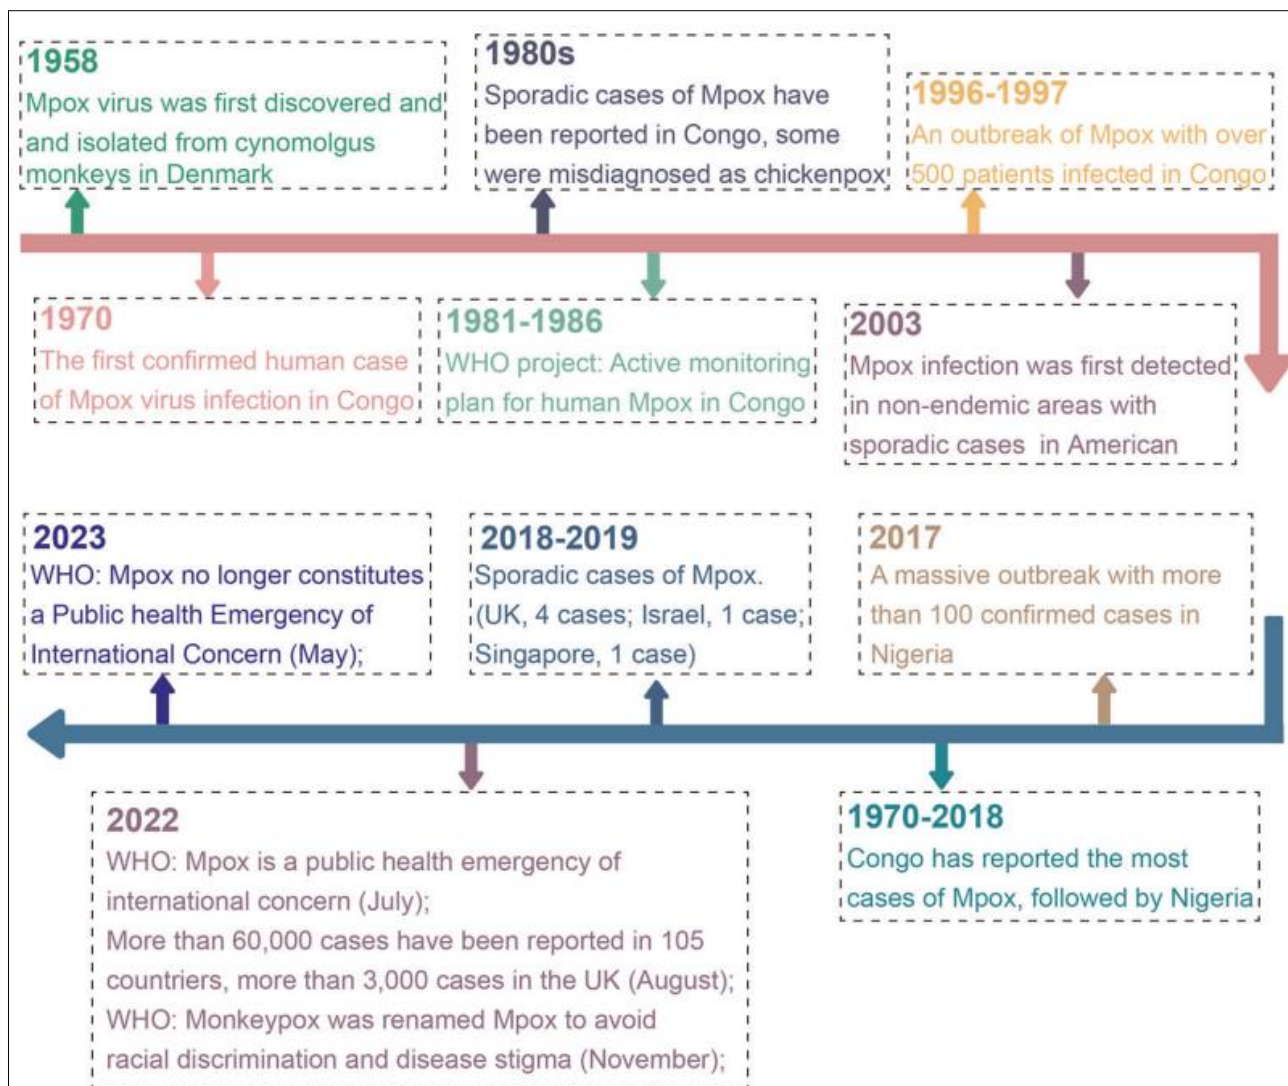 1958
Mpox virus was first discovered and
and isolated from cynomolgus
monkeys in Denmark
1980s
Sporadic cases of Mpox have
been reported in Congo, some
were misdiagnosed as chickenpox
1996-1997
An outbreak of Mpox with over
500 patients infected in Congo
1970
The first confirmed human case
of Mpox virus infection in Congo
1981-1986
WHO project: Active monitoring
plan for human Mpox in Congo
2003
Mpox infection was first detected
in non-endemic areas with
sporadic cases in American
2023
WHO: Mpox no longer constitutes
a Public health Emergency of
International Concern (May);
2018-2019
Sporadic cases of Mpox.
(UK, 4 cases; Israel, 1 case;
Singapore, 1 case)
2017
A massive outbreak with more
than 100 confirmed cases in
Nigeria
2022
WHO: Mpox is a public health emergency of
international concern (July);
More than 60,000 cases have been reported in 105
countriers, more than 3,000 cases in the UK (August);
WHO: Monkeypox was renamed Mpox to avoid
racial discrimination and disease stigma (November);
1970-2018
Congo has reported the most
cases of Mpox, followed by Nigeria